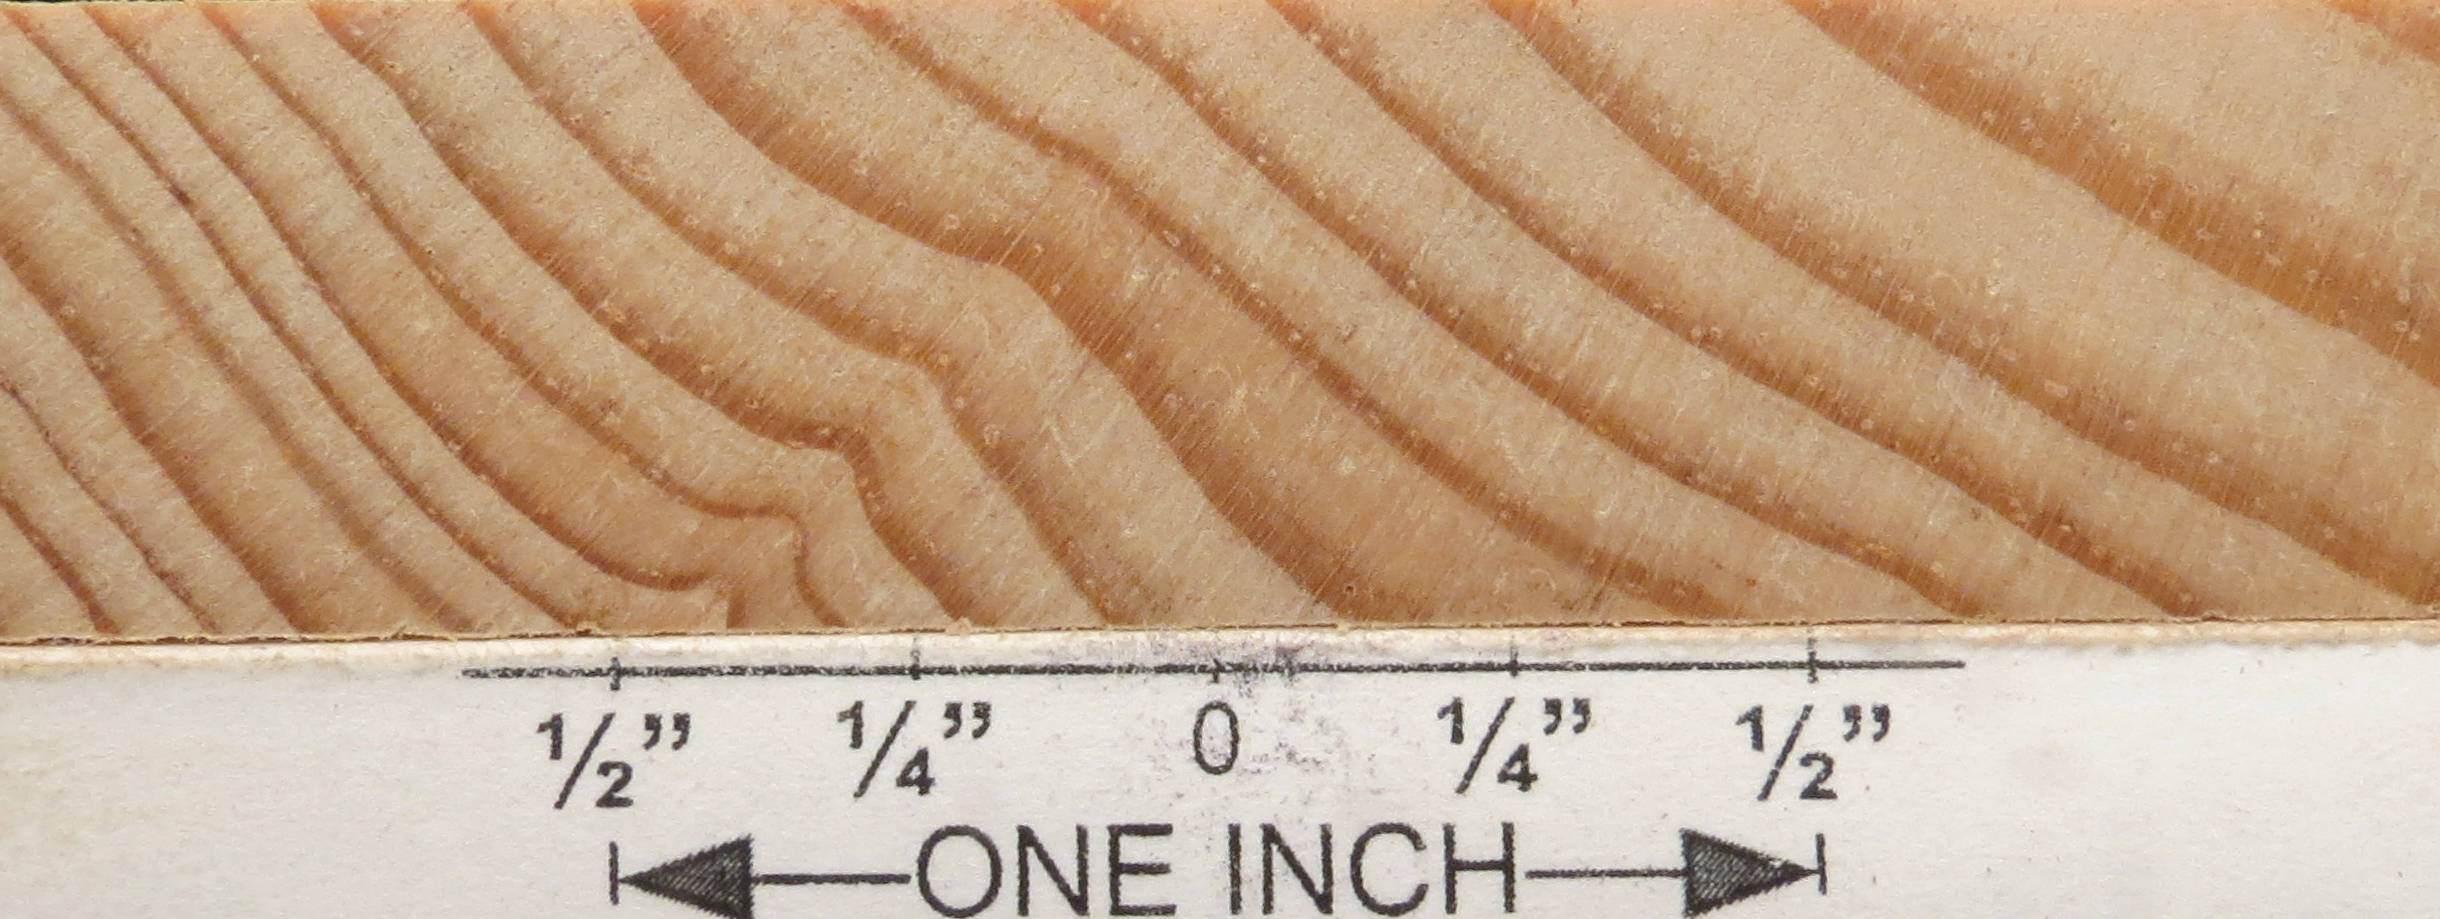 1/2” 1/4” 0 1/4” 1/2”
ONE INCH